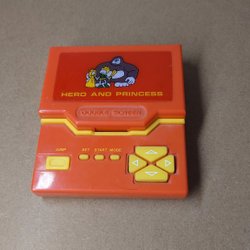 HERO AND PRINCESS
DOUBLE SCREEN
JUMP SET START MODE